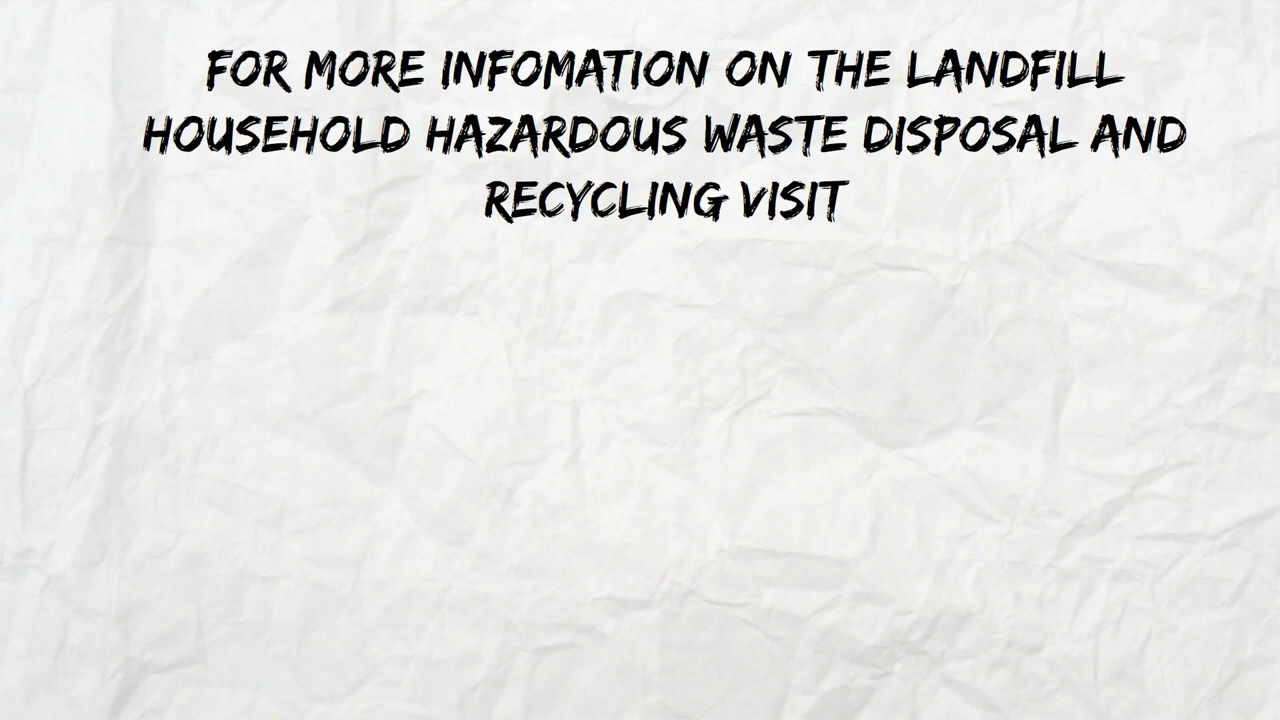 FOR MORE INFOMATION ON THE LANDFILL
HOUSEHOLD HAZARDOUS WASTE DISPOSAL AND
RECYCLING VISIT